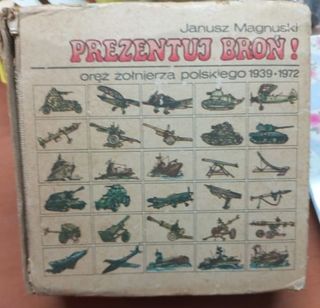 Janusz Magnuski
PREZENTUJ BROŃ!
oręż żołnierza polskiego 1939-1972